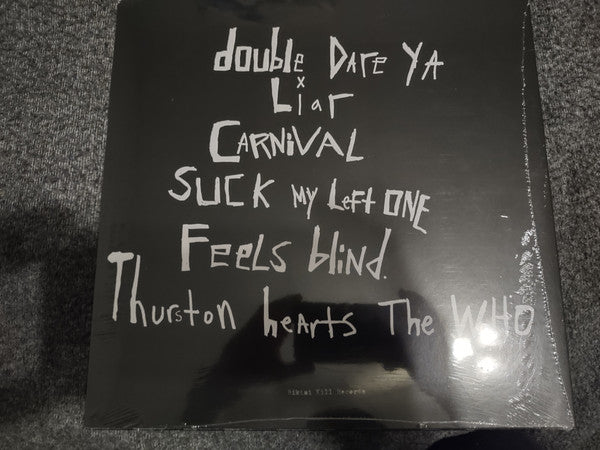 double Dare YA
x
Liar
CARNiVAL
SUCK MY Left ONE
FeeLs blind.
Thurston heArts The WHO
Bikini Kill Records